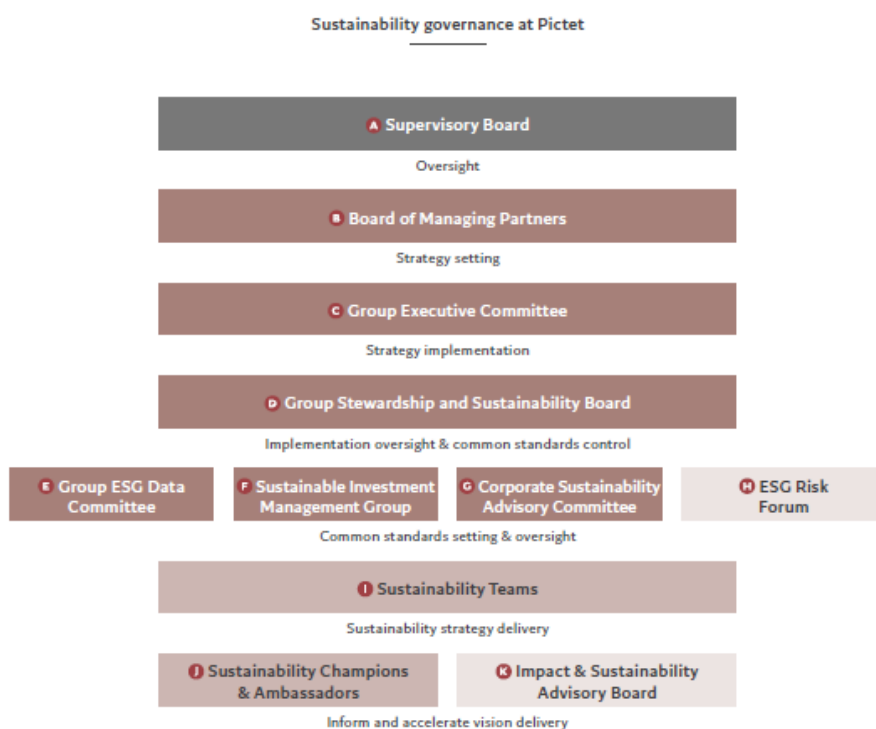 Sustainability governance at Pictet
A Supervisory Board
Oversight
B Board of Managing Partners
Strategy setting
C Group Executive Committee
Strategy implementation
D Group Stewardship and Sustainability Board
Implementation oversight & common standards control
E Group ESG Data
Committee
F Sustainable Investment
Management Group
G Corporate Sustainability
Advisory Committee
H ESG Risk
Forum
Common standards setting & oversight
I Sustainability Teams
Sustainability strategy delivery
J Sustainability Champions
& Ambassadors
K Impact & Sustainability
Advisory Board
Inform and accelerate vision delivery